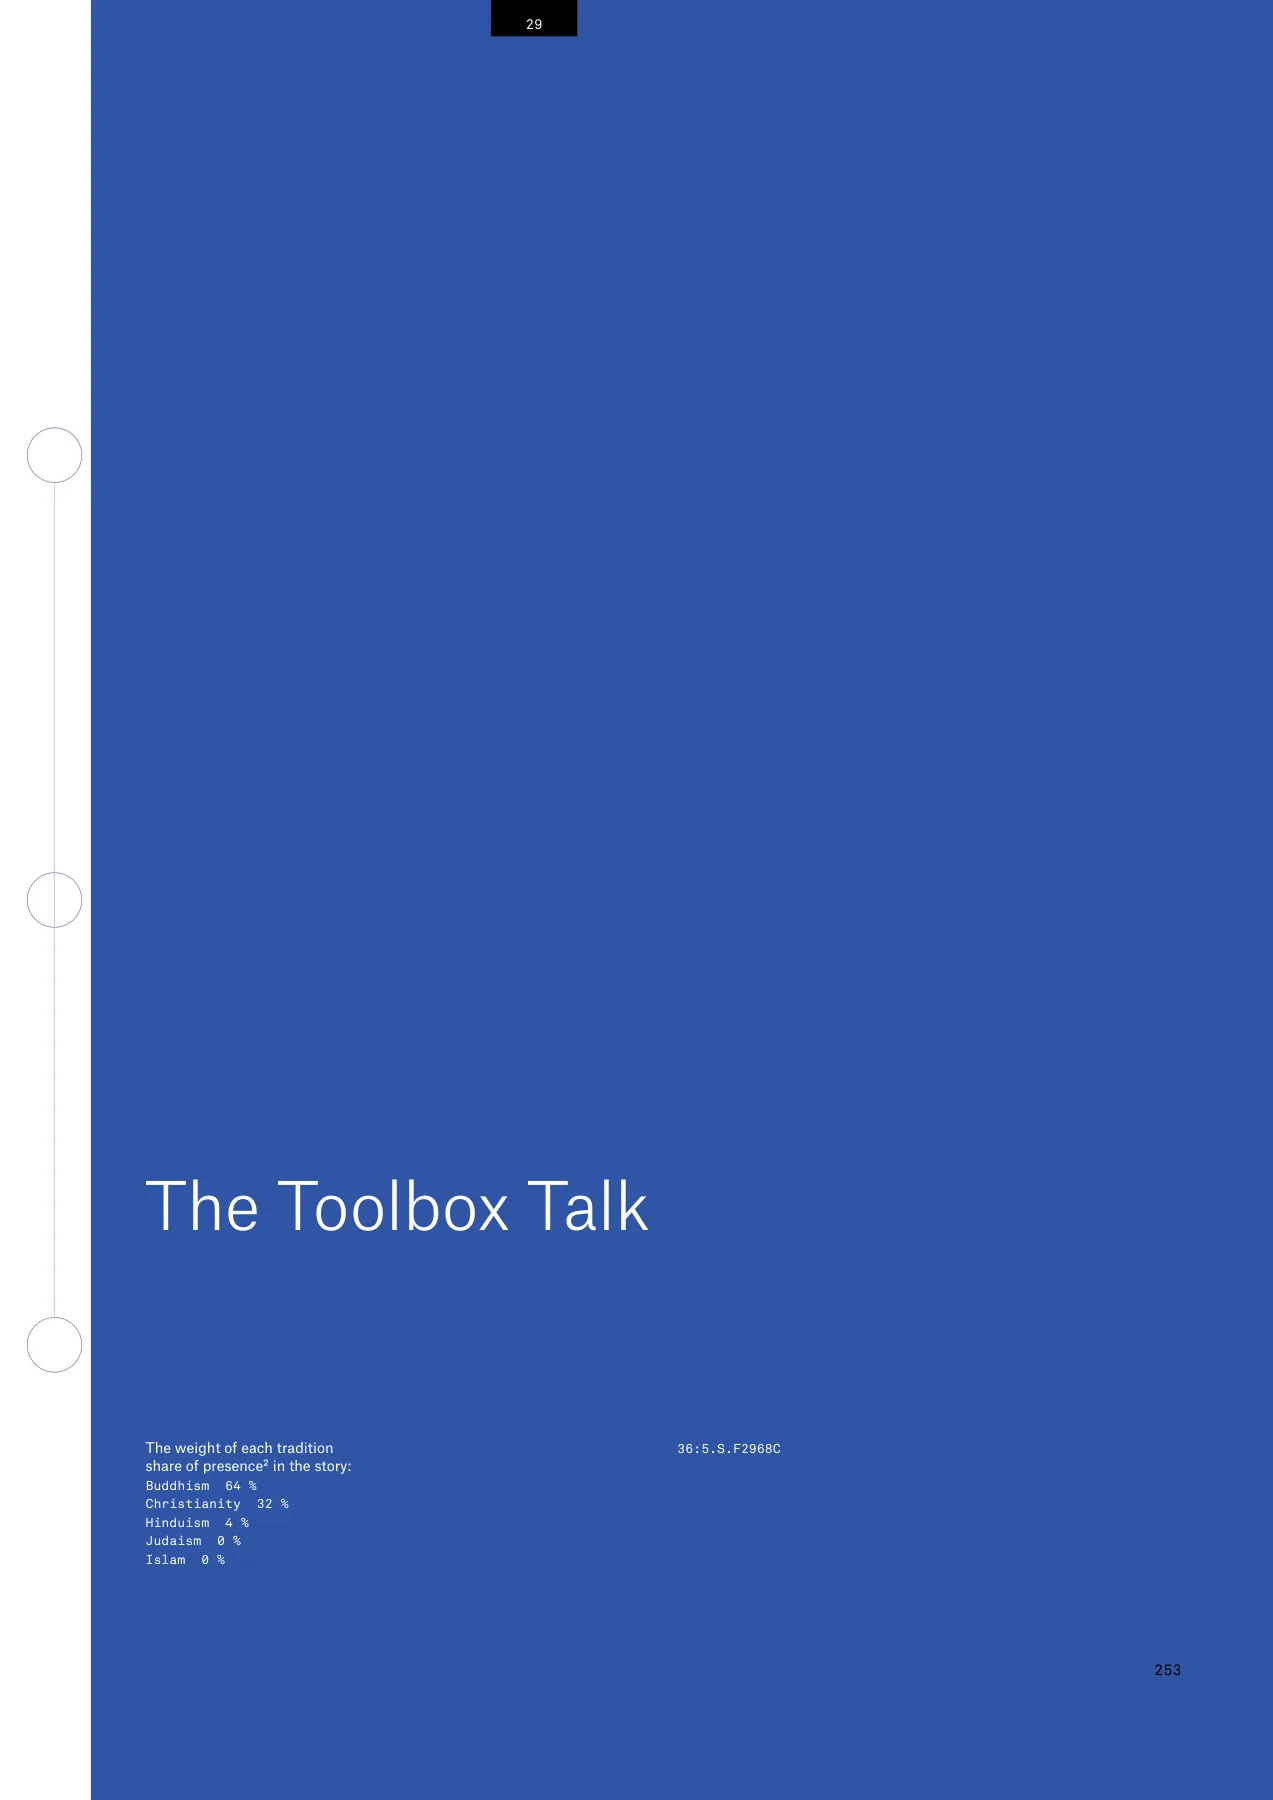 29
The Toolbox Talk
The weight of each tradition
share of presence² in the story:
Buddhism  64 %
Christianity  32 %
Hinduism  4 %
Judaism  0 %
Islam  0 %
36:5.S.F2968C
253